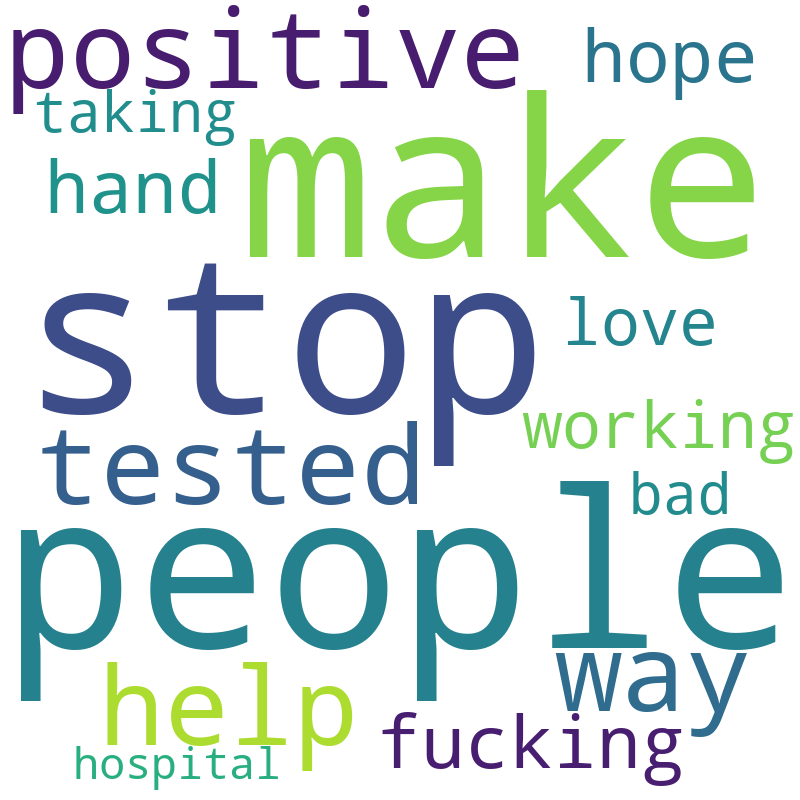 positive hope
taking
make
hand
stop
love
working
tested
bad
people
way
help
fucking
hospital